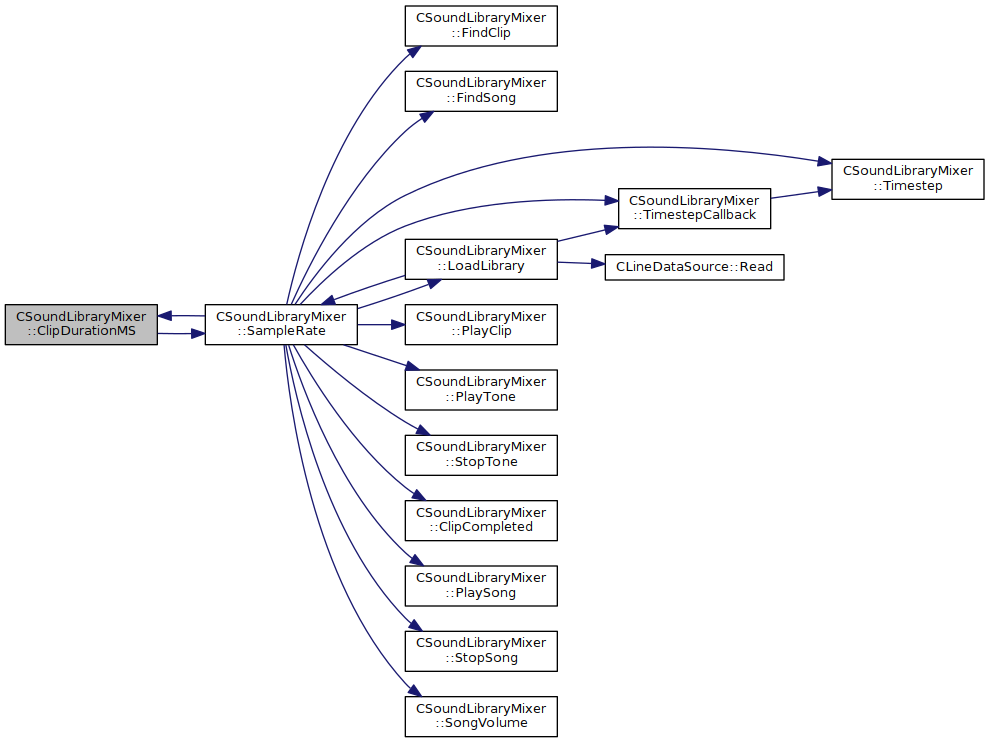 CSoundLibraryMixer
::FindClip
CSoundLibraryMixer
::FindSong
CSoundLibraryMixer
::Timestep
CSoundLibraryMixer
::TimestepCallback
CSoundLibraryMixer
::LoadLibrary
CLineDataSource::Read
CSoundLibraryMixer
::ClipDurationMS
CSoundLibraryMixer
::SampleRate
CSoundLibraryMixer
::PlayClip
CSoundLibraryMixer
::PlayTone
CSoundLibraryMixer
::StopTone
CSoundLibraryMixer
::ClipCompleted
CSoundLibraryMixer
::PlaySong
CSoundLibraryMixer
::StopSong
CSoundLibraryMixer
::SongVolume